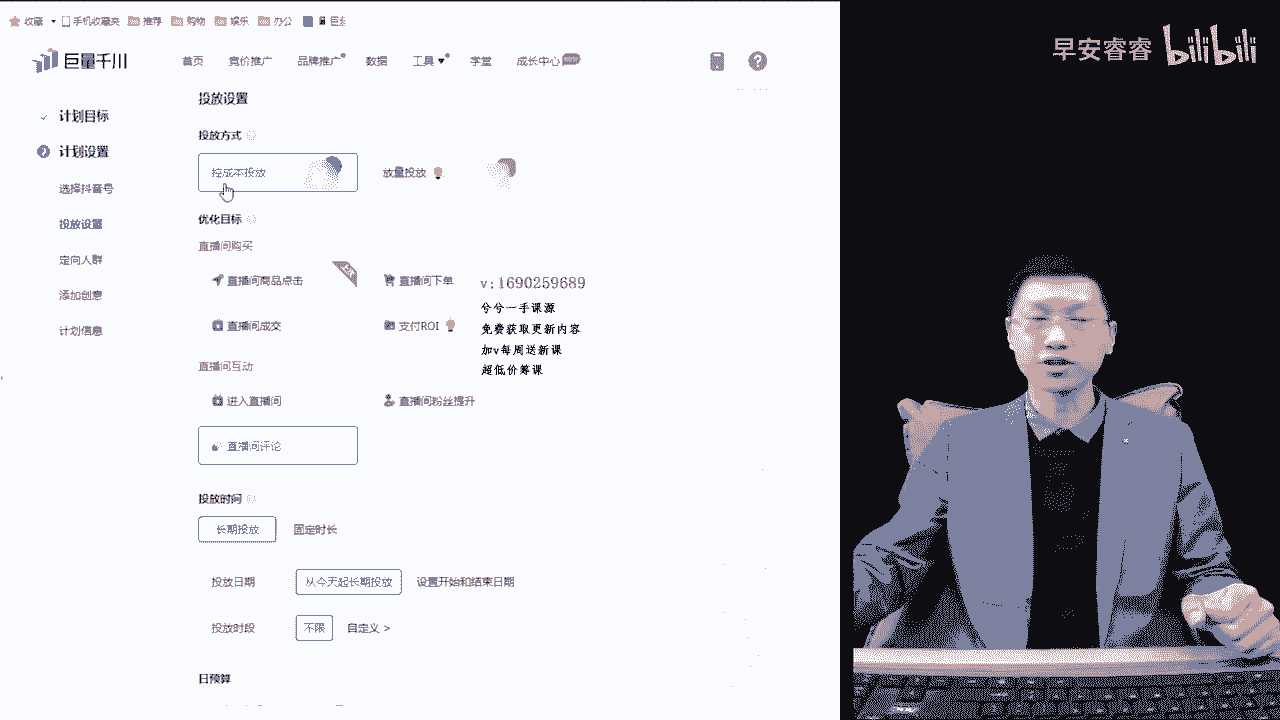 收藏 手机收藏夹 推荐 购物 娱乐 办公
早安睿睿 bilibili
巨量千川 首页 竞价推广 品牌推广 数据 工具 学堂 成长中心
投放设置
计划目标
投放方式
计划设置
控成本投放 放量投放
选择抖音号
优化目标
投放设置
直播间购买
定向人群
直播间商品点击 直播间下单
v:1690259689
添加创意
兮兮一手课源
直播间成交 支付ROI
免费获取更新内容
计划信息
加v每周送新课
直播间互动
超低价筹课
进入直播间 直播间粉丝提升
直播间评论
投放时间
长期投放 固定时长
投放日期 从今天起长期投放 设置开始和结束日期
投放时段 不限 自定义 >
日预算